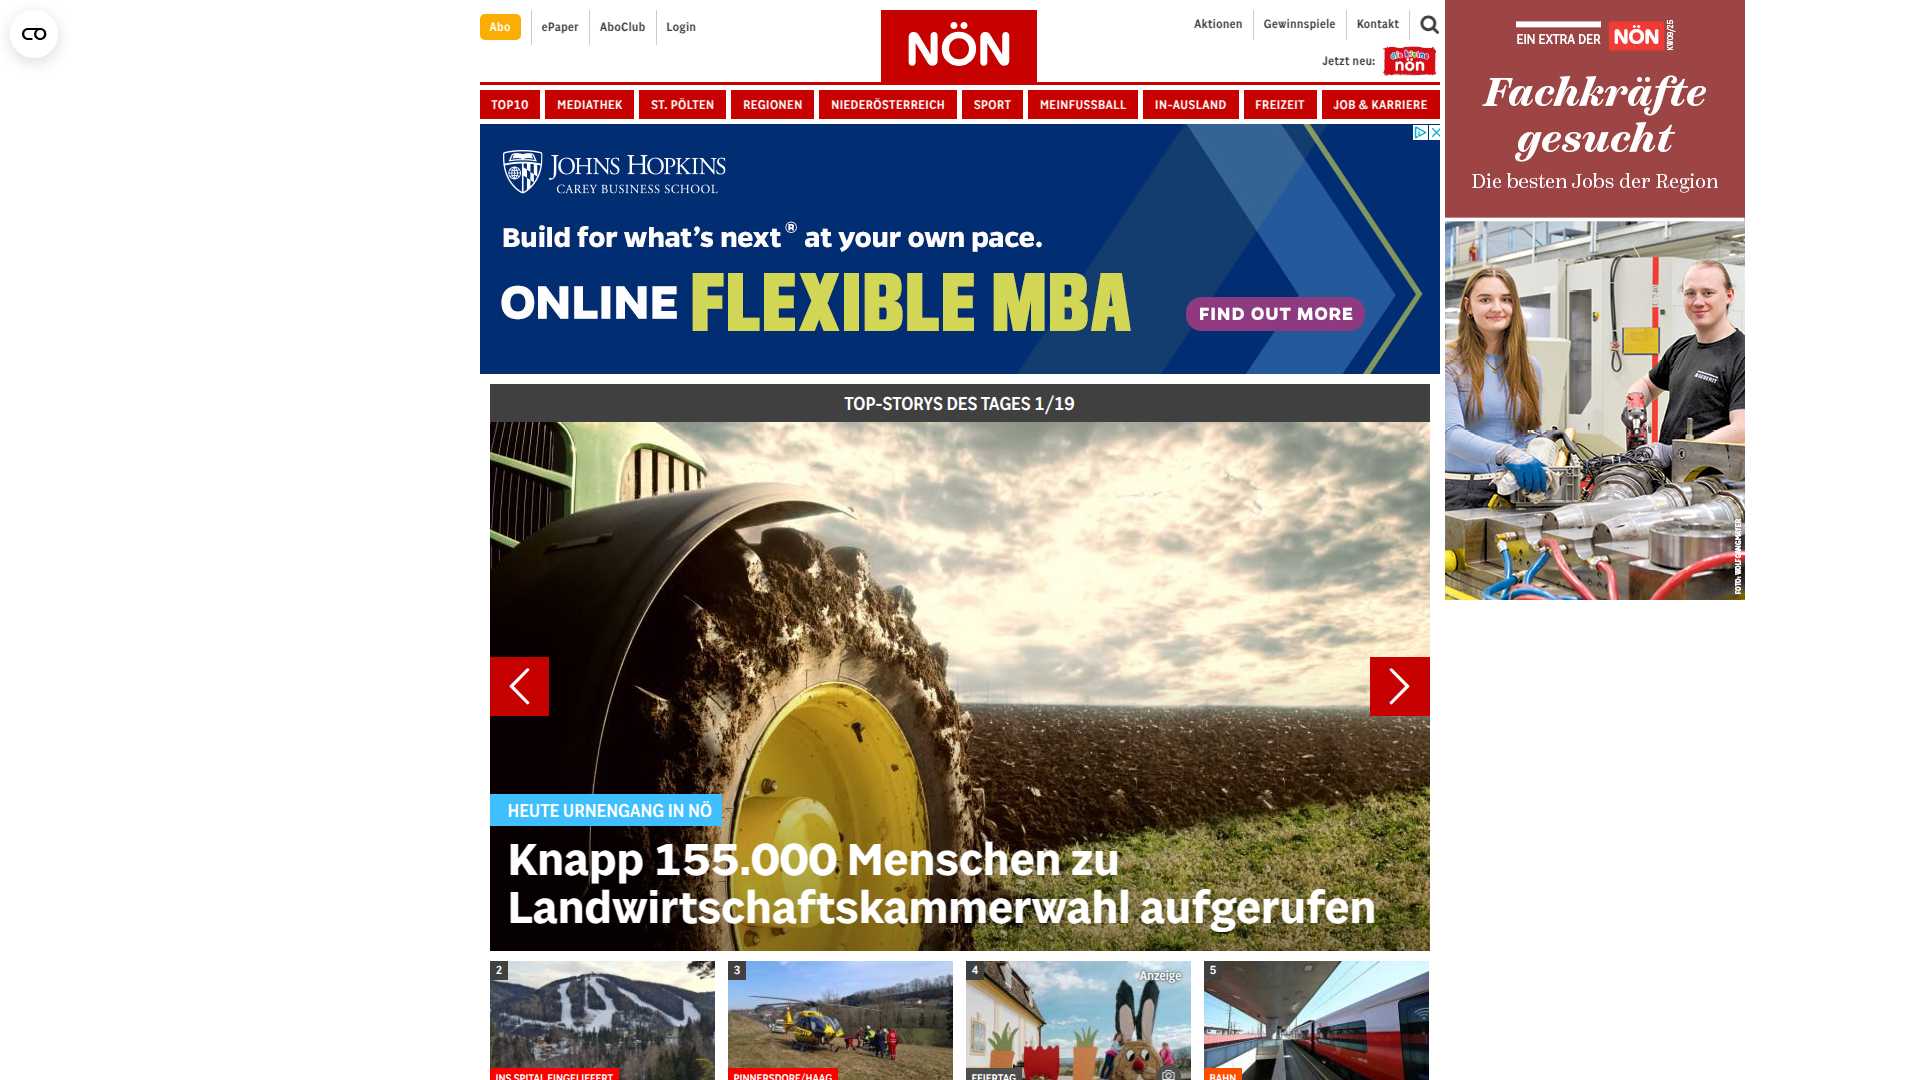 Abo
ePaper
AboClub
Login
NÖN
Aktionen
Gewinnspiele
Kontakt
Jetzt neu:
die kleine
nön
TOP10
MEDIATHEK
ST. PÖLTEN
REGIONEN
NIEDERÖSTERREICH
SPORT
MEINFUSSBALL
IN-AUSLAND
FREIZEIT
JOB & KARRIERE
JOHNS HOPKINS
CAREY BUSINESS SCHOOL
Build for what's next® at your own pace.
ONLINE FLEXIBLE MBA
FIND OUT MORE
EIN EXTRA DER NÖN
KW09/25
Fachkräfte
gesucht
Die besten Jobs der Region
FOTO: WOLFGANG MAYER
TOP-STORYS DES TAGES 1/19
HEUTE URNENGANG IN NÖ
Knapp 155.000 Menschen zu
Landwirtschaftskammerwahl aufgerufen
2
INS SPITAL EINGELIEFERT
3
PINNERSDORF/HAAG
4
Anzeige
FEIERTAG
5
BAHN